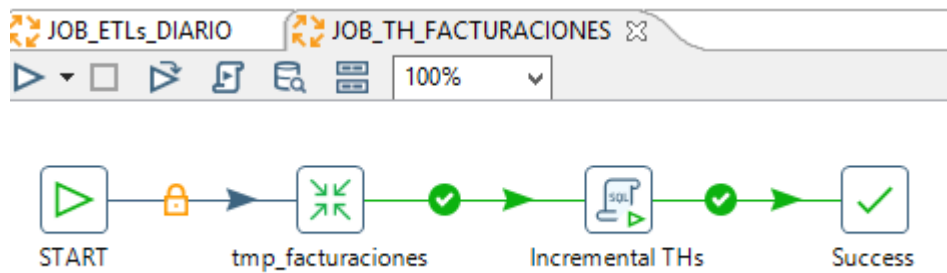 JOB_ETLs_DIARIO JOB_TH_FACTURACIONES
100%
SQL
START tmp_facturaciones Incremental THs Success